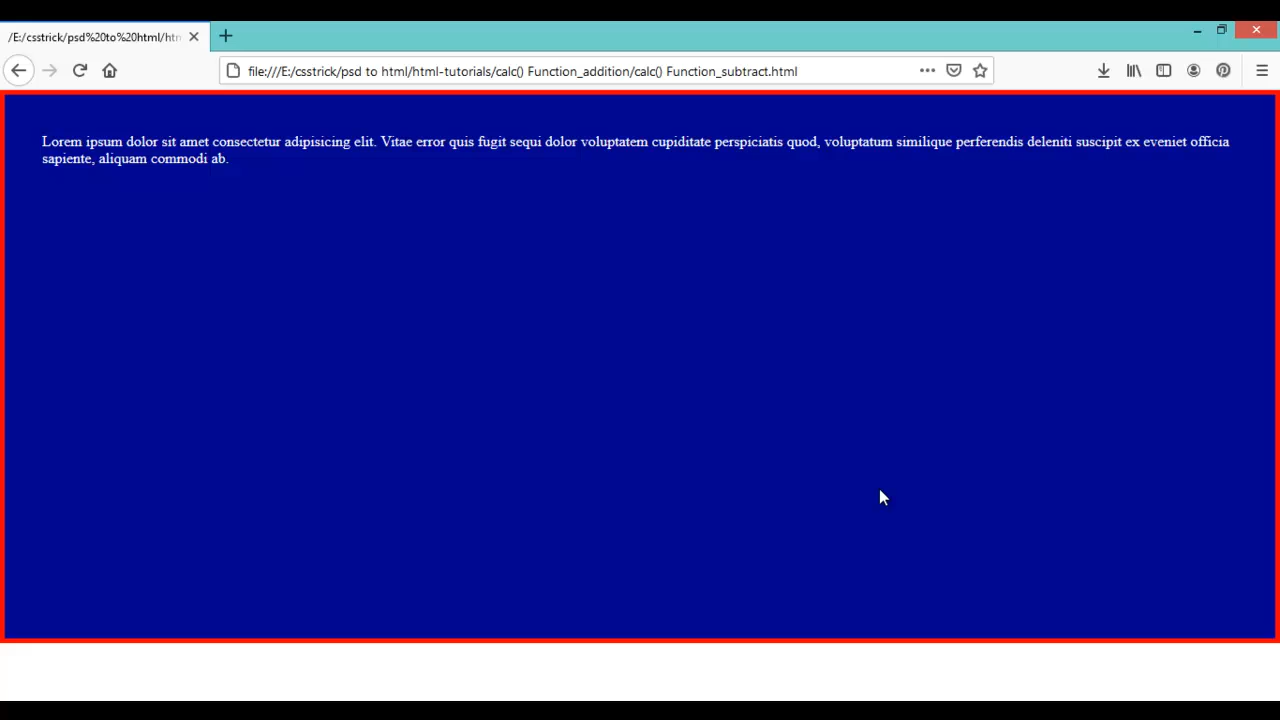 /E:/csstrick/psd%20to%20html/htm
file:///E:/csstrick/psd to html/html-tutorials/calc() Function_addition/calc() Function_subtract.html
Lorem ipsum dolor sit amet consectetur adipisicing elit. Vitae error quis fugit sequi dolor voluptatem cupiditate perspiciatis quod, voluptatum similique perferendis deleniti suscipit ex eveniet officia
sapiente, aliquam commodi ab.